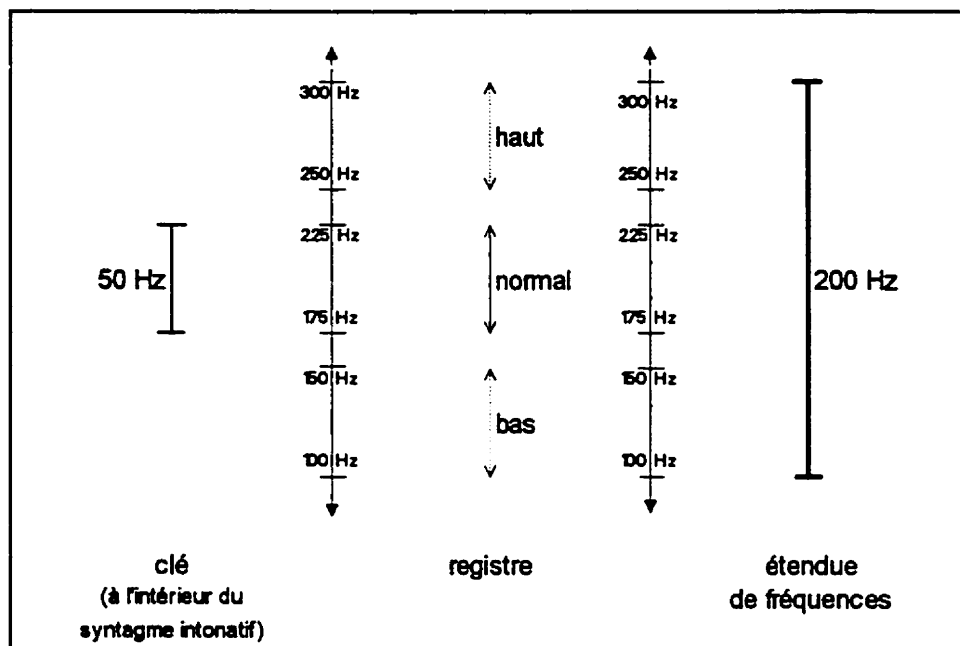 300 Hz
300 Hz
haut
250 Hz
250 Hz
225 Hz
225 Hz
50 Hz
normal
200 Hz
175 Hz
175 Hz
150 Hz
150 Hz
bas
100 Hz
100 Hz
clé
registre
étendue
(à l'intérieur du
de fréquences
syntagme intonatif)